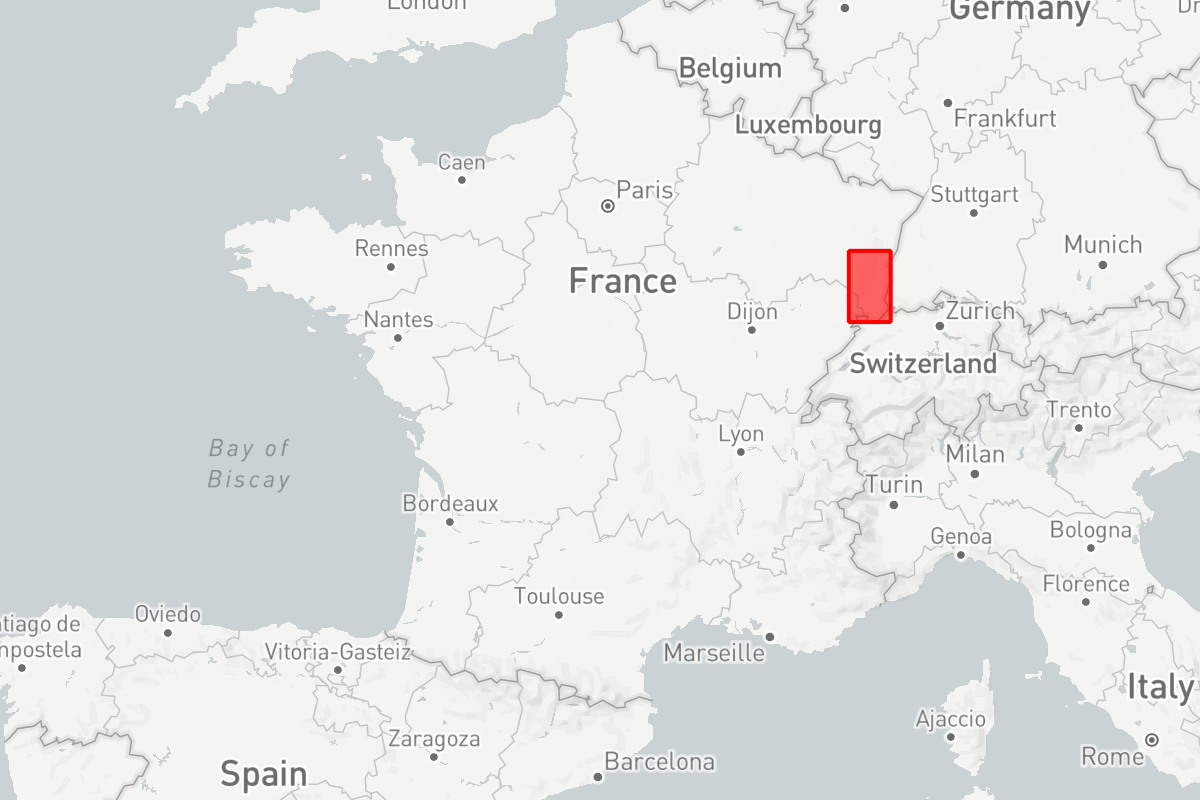 London
Germany
Dr
Belgium
Luxembourg
Frankfurt
Caen
Paris
Stuttgart
Rennes
Munich
France
Nantes
Dijon
Zurich
Switzerland
Trento
Bay of
Biscay
Lyon
Milan
Turin
Bordeaux
Genoa
Bologna
Toulouse
Florence
Oviedo
tiago de
mpostela
Vitoria-Gasteiz
Marseille
Italy
Ajaccio
Zaragoza
Rome
Barcelona
Spain